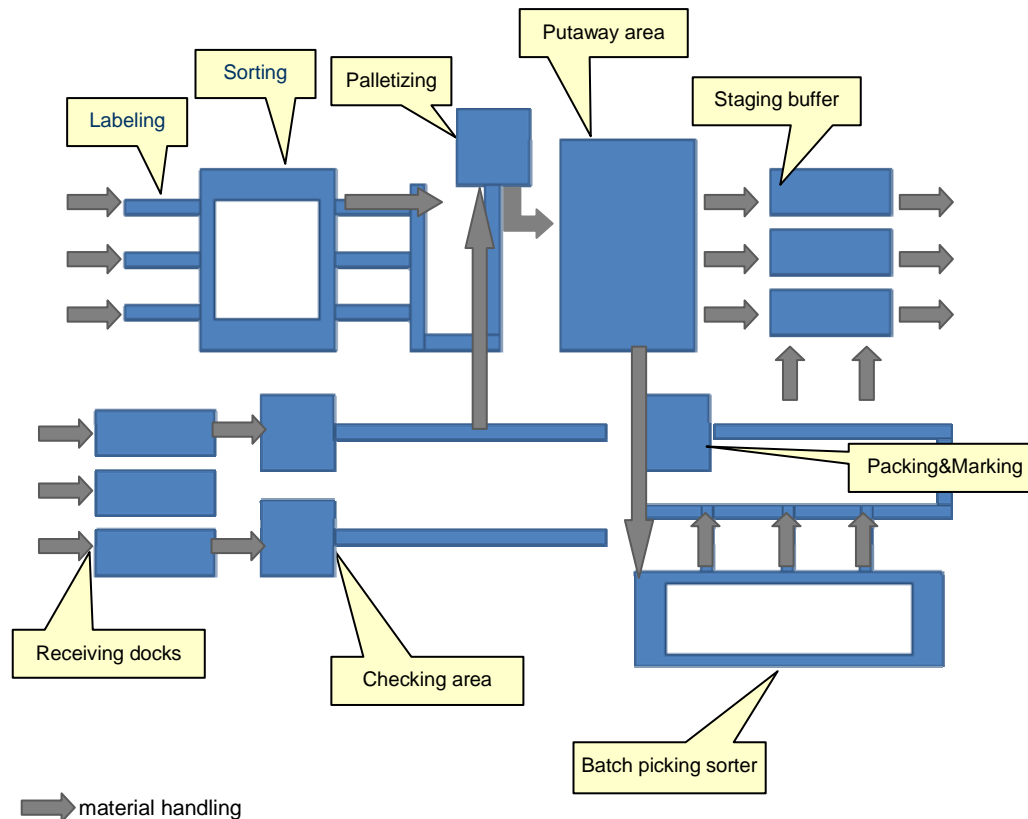 Putaway area
Sorting
Palletizing
Staging buffer
Labeling
Packing&Marking
Receiving docks
Checking area
Batch picking sorter
material handling